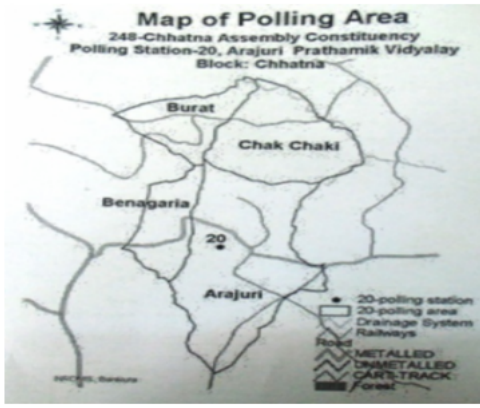 Map of Polling Area
248-Chhatna Assembly Constituency
Polling Station-20, Arajuri Prathamik Vidyalay
Block: Chhatna
Burat
Chak Chaki
Benagaria
20
Arajuri
20-polling station
20-polling area
Drainage System
Railways
Road
METALLED
UNMETALLED
CART-TRACK
Forest
Bankura